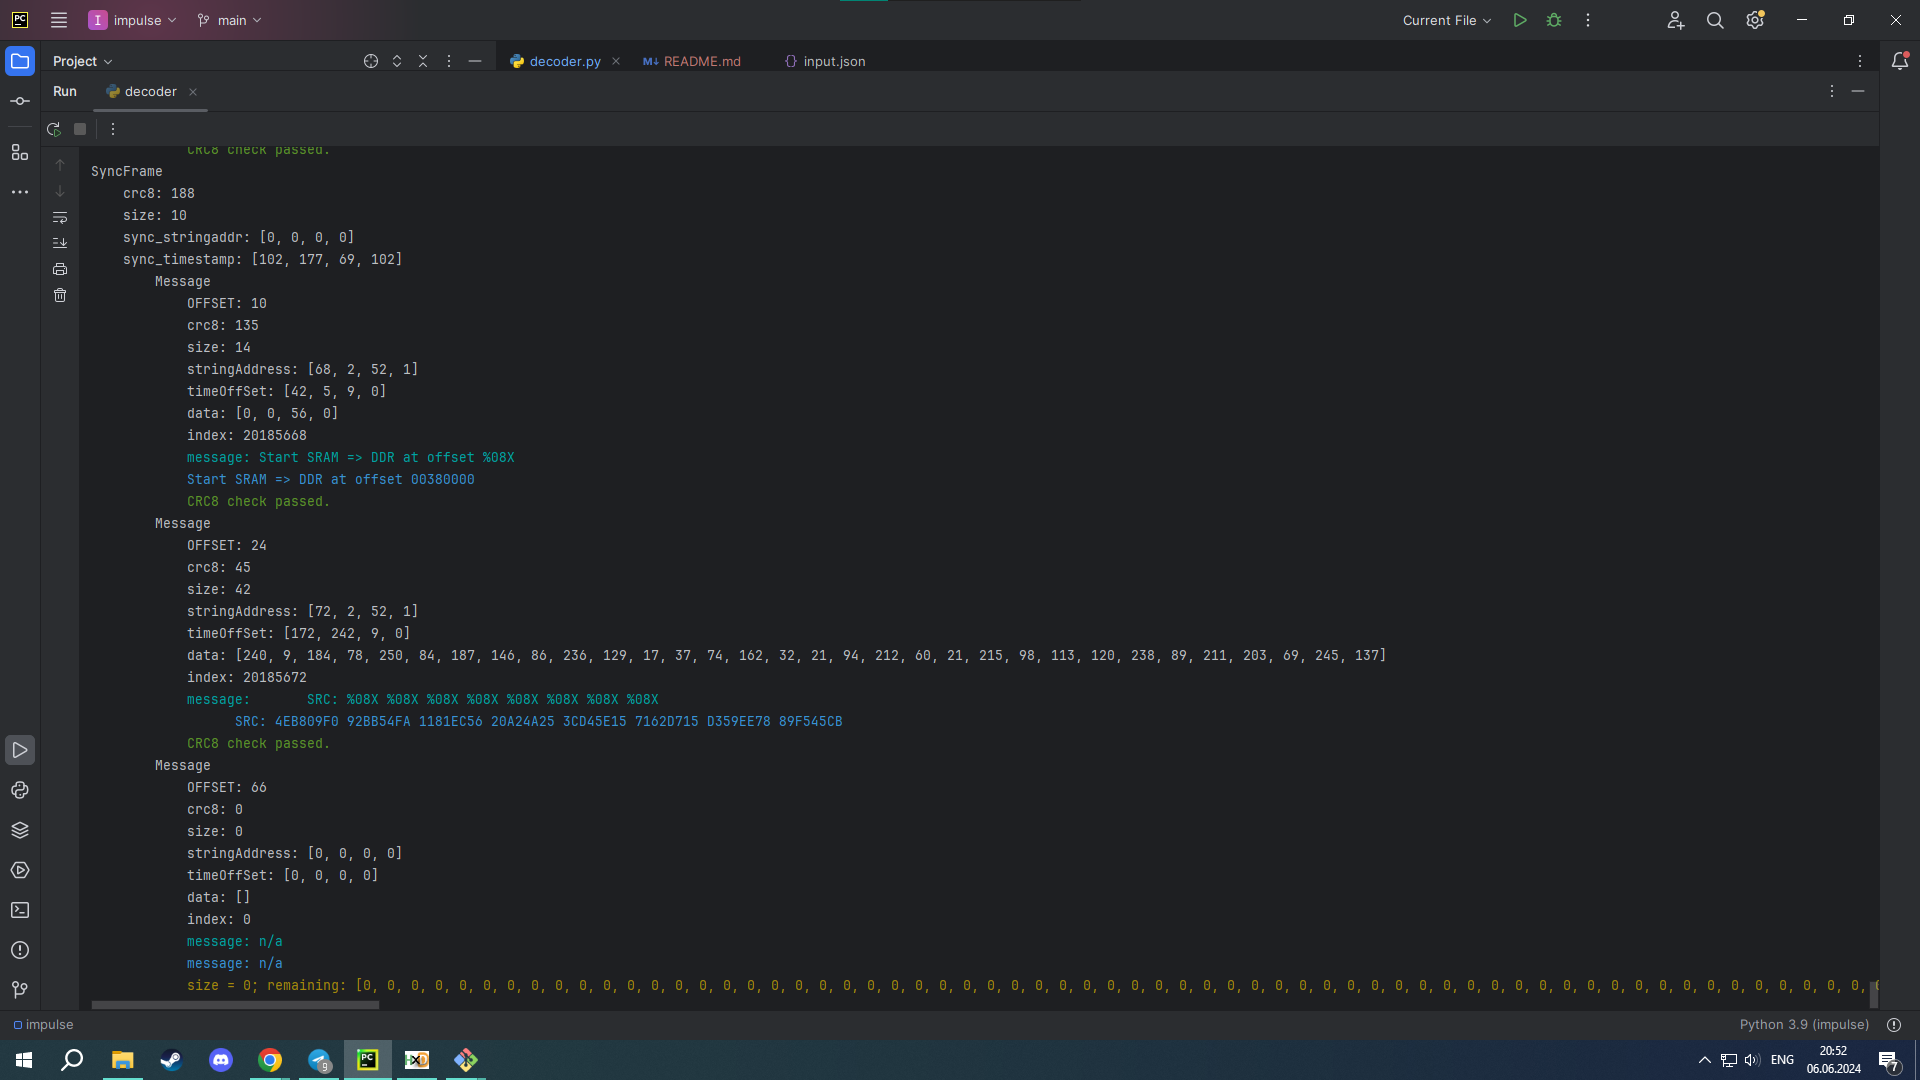 PC
I
impulse
main
Current File
Project
decoder.py
M↓ README.md
{} input.json
Run
decoder
CRC8 check passed.
SyncFrame
crc8: 188
size: 10
sync_stringaddr: [0, 0, 0, 0]
sync_timestamp: [102, 177, 69, 102]
Message
OFFSET: 10
crc8: 135
size: 14
stringAddress: [68, 2, 52, 1]
timeOffSet: [42, 5, 9, 0]
data: [0, 0, 56, 0]
index: 20185668
message: Start SRAM => DDR at offset %08X
Start SRAM => DDR at offset 00380000
CRC8 check passed.
Message
OFFSET: 24
crc8: 45
size: 42
stringAddress: [72, 2, 52, 1]
timeOffSet: [172, 242, 9, 0]
data: [240, 9, 184, 78, 250, 84, 187, 146, 86, 236, 129, 17, 37, 74, 162, 32, 21, 94, 212, 60, 21, 215, 98, 113, 120, 238, 89, 211, 203, 69, 245, 137]
index: 20185672
message:       SRC: %08X %08X %08X %08X %08X %08X %08X %08X
SRC: 4EB809F0 92BB54FA 1181EC56 20A24A25 3CD45E15 7162D715 D359EE78 89F545CB
CRC8 check passed.
Message
OFFSET: 66
crc8: 0
size: 0
stringAddress: [0, 0, 0, 0]
timeOffSet: [0, 0, 0, 0]
data: []
index: 0
message: n/a
message: n/a
size = 0; remaining: [0, 0, 0, 0, 0, 0, 0, 0, 0, 0, 0, 0, 0, 0, 0, 0, 0, 0, 0, 0, 0, 0, 0, 0, 0, 0, 0, 0, 0, 0, 0, 0, 0, 0, 0, 0, 0, 0, 0, 0, 0, 0, 0, 0, 0, 0, 0, 0, 0, 0, 0, 0, 0, 0, 0, 0, 0, 0, 0, 0, 0, 0, 0,
impulse
Python 3.9 (impulse)
9
PC
ENG
20:52
06.06.2024
7